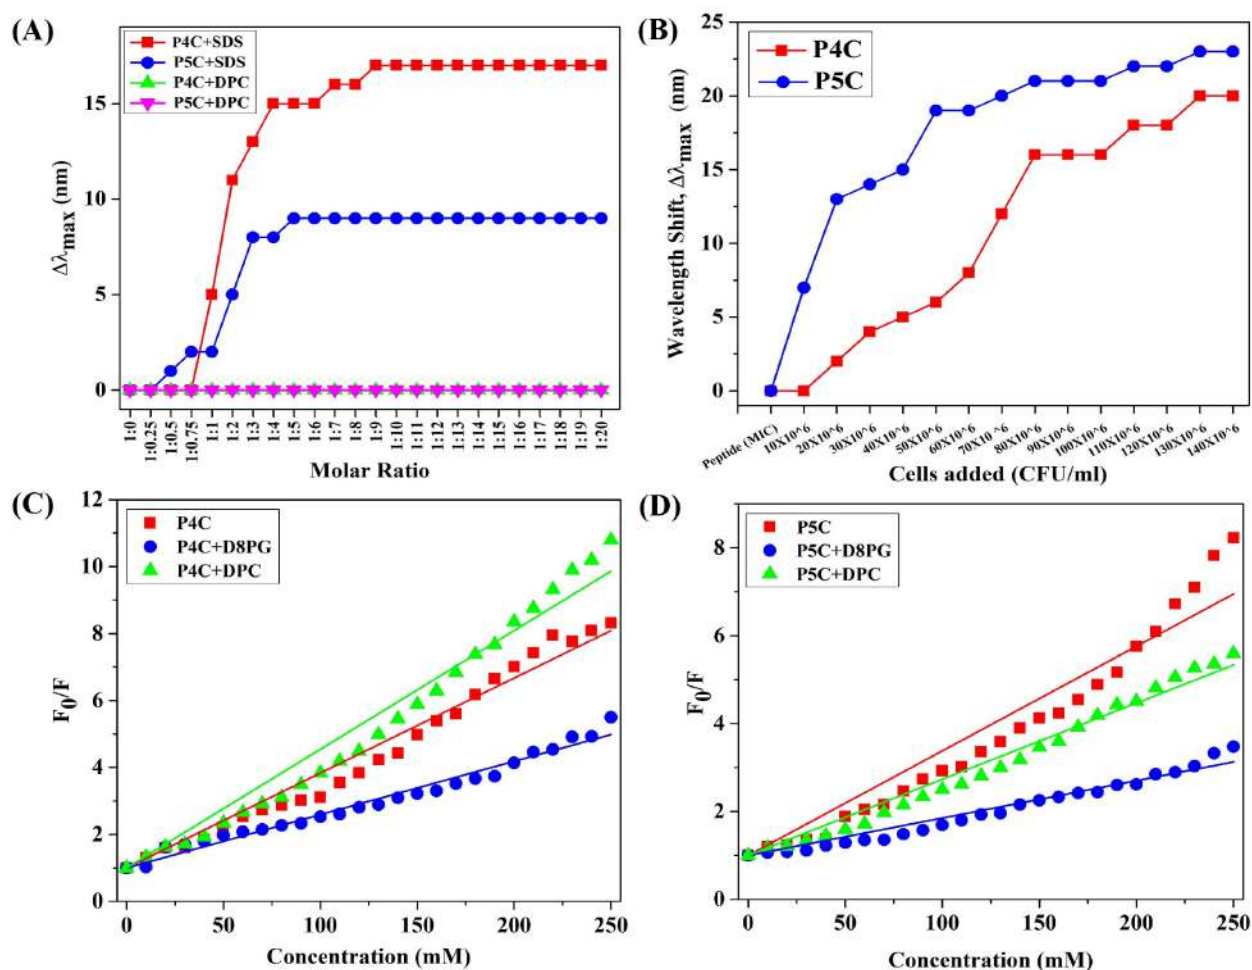 (A)
P4C+SDS
P5C+SDS
P4C+DPC
P5C+DPC
15
10
5
0
Δλmax (nm)
1:0
1:0.25
1:0.5
1:0.75
1:1
1:2
1:3
1:4
1:5
1:6
1:7
1:8
1:9
1:10
1:11
1:12
1:13
1:14
1:15
1:16
1:17
1:18
1:19
1:20
Molar Ratio
(B)
P4C
P5C
25
20
15
10
5
0
Wavelength Shift, Δλmax (nm)
Peptide (MIC)
10X10^6
20X10^6
30X10^6
40X10^6
50X10^6
60X10^6
70X10^6
80X10^6
90X10^6
100X10^6
110X10^6
120X10^6
130X10^6
140X10^6
Cells added (CFU/ml)
(C)
P4C
P4C+D8PG
P4C+DPC
12
10
8
6
4
2
0
F0/F
0
50
100
150
200
250
Concentration (mM)
(D)
P5C
P5C+D8PG
P5C+DPC
8
6
4
2
0
F0/F
0
50
100
150
200
250
Concentration (mM)